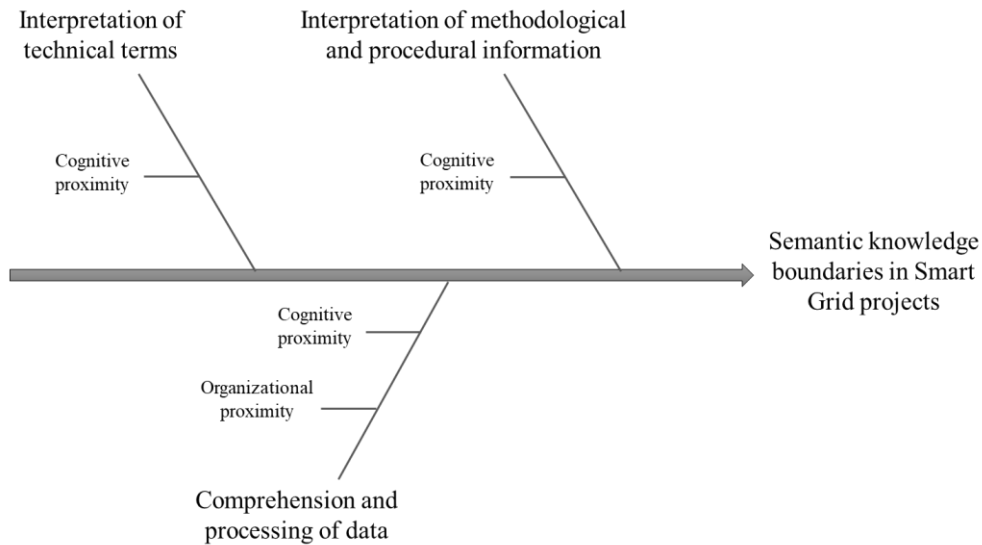 Interpretation of
technical terms
Interpretation of methodological
and procedural information
Cognitive
proximity
Cognitive
proximity
Semantic knowledge
boundaries in Smart
Grid projects
Cognitive
proximity
Organizational
proximity
Comprehension and
processing of data